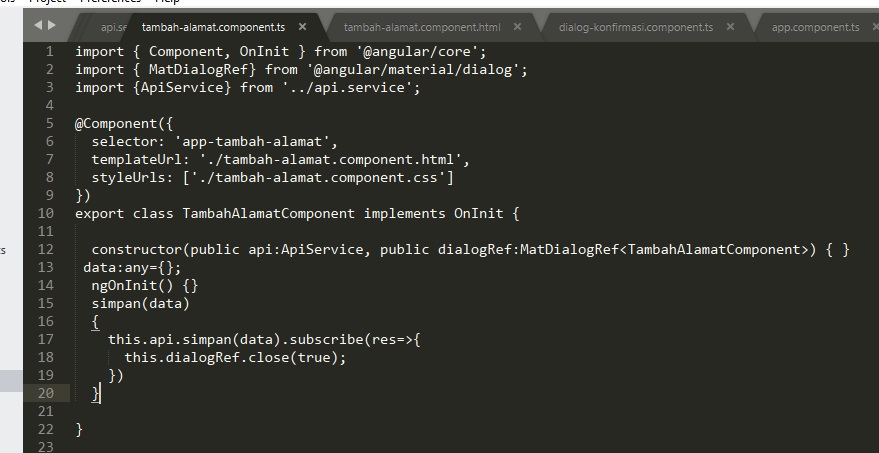 Project Preferences Help
api.se tambah-alamat.component.ts × tambah-alamat.component.html × dialog-konfirmasi.component.ts × app.component.ts ×
1 import { Component, OnInit } from '@angular/core';
2 import { MatDialogRef} from '@angular/material/dialog';
3 import {ApiService} from '../api.service';
4
5 @Component({
6 selector: 'app-tambah-alamat',
7 templateUrl: './tambah-alamat.component.html',
8 styleUrls: ['./tambah-alamat.component.css']
9 })
10 export class TambahAlamatComponent implements OnInit {
11
12 constructor(public api:ApiService, public dialogRef:MatDialogRef<TambahAlamatComponent>) { }
13 data:any={};
14 ngOnInit() {}
15 simpan(data)
16 {
17 this.api.simpan(data).subscribe(res=>{
18 this.dialogRef.close(true);
19 })
20 }
21
22 }
23